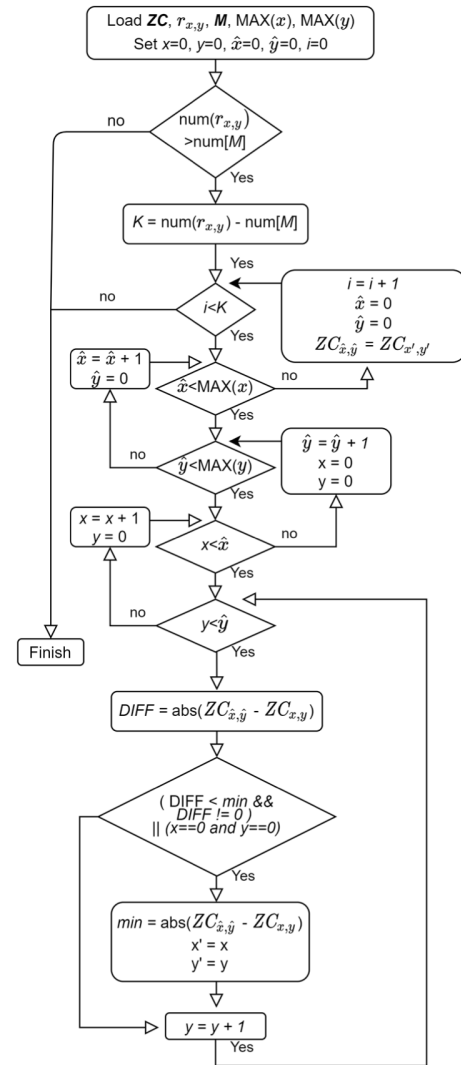 Load ZC, r_{x,y}, M, MAX(x), MAX(y)
Set x=0, y=0, x̂=0, ŷ=0, i=0
no
num(r_{x,y})
>num[M]
Yes
K = num(r_{x,y}) - num[M]
Yes
i = i + 1
x̂ = 0
ŷ = 0
ZC_{x̂,ŷ} = ZC_{x′,y′}
no
i<K
Yes
x̂ = x̂ + 1
ŷ = 0
x̂<MAX(x)
no
Yes
ŷ = ŷ + 1
x = 0
y = 0
no
ŷ<MAX(y)
Yes
x = x + 1
y = 0
x<x̂
no
Yes
no
y<ŷ
Yes
Finish
DIFF = abs(ZC_{x̂,ŷ} - ZC_{x,y})
( DIFF < min &&
DIFF != 0 )
|| (x==0 and y==0)
Yes
min = abs(ZC_{x̂,ŷ} - ZC_{x,y})
x' = x
y' = y
y = y + 1
Yes